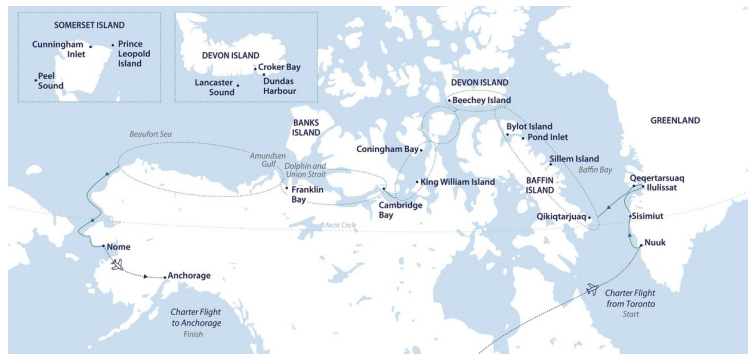 SOMERSET ISLAND
Cunningham
Inlet
Prince
Leopold
Island
Peel
Sound
DEVON ISLAND
Croker Bay
Lancaster
Sound
Dundas
Harbour
DEVON ISLAND
Beechey Island
BANKS
ISLAND
GREENLAND
Bylot Island
Pond Inlet
Beaufort Sea
Coningham Bay
Amundsen
Gulf
Dolphin and
Union Strait
Sillem Island
Baffin Bay
BAFFIN
ISLAND
Qeqertarsuaq
Ilulissat
Franklin
Bay
King William Island
Cambridge
Bay
Qikiqtarjuaq
Sisimiut
Arctic Circle
Nome
Nuuk
Anchorage
Charter Flight
to Anchorage
Finish
Charter Flight
from Toronto
Start